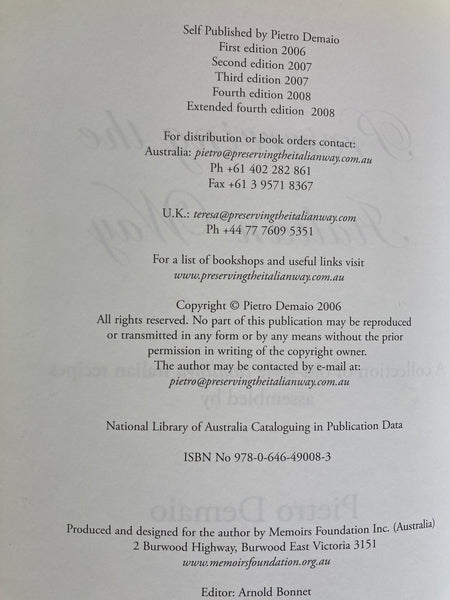 Self Published by Pietro Demaio
First edition 2006
Second edition 2007
Third edition 2007
Fourth edition 2008
Extended fourth edition 2008
For distribution or book orders contact:
Australia: pietro@preservingtheitalianway.com.au
Ph +61 402 282 861
Fax +61 3 9571 8367
U.K.: teresa@preservingtheitalianway.com
Ph +44 77 7609 5351
For a list of bookshops and useful links visit
www.preservingtheitalianway.com.au
Copyright © Pietro Demaio 2006
All rights reserved. No part of this publication may be reproduced
or transmitted in any form or by any means without the prior
permission in writing of the copyright owner.
The author may be contacted by e-mail at:
pietro@preservingtheitalianway.com.au
National Library of Australia Cataloguing in Publication Data
ISBN No 978-0-646-49008-3
Produced and designed for the author by Memoirs Foundation Inc. (Australia)
2 Burwood Highway, Burwood East Victoria 3151
www.memoirsfoundation.org.au
Editor: Arnold Bonnet